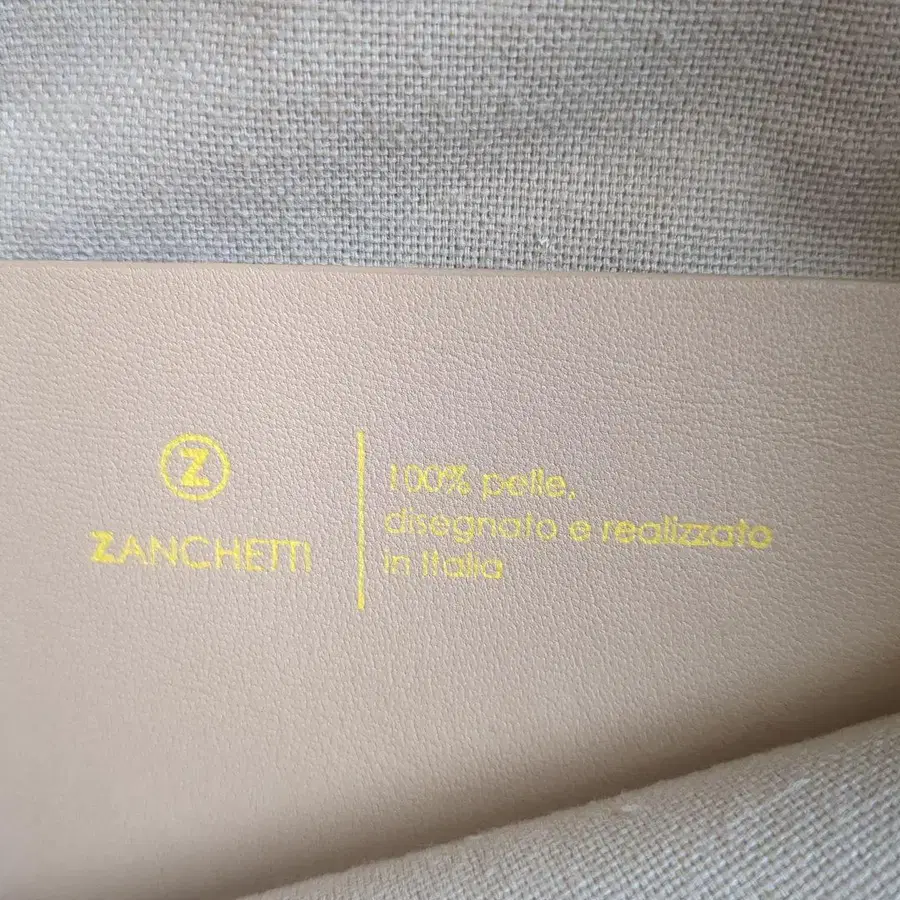 Z
ZANCHETTI
100% pelle,
disegnato e realizzato
in Italia